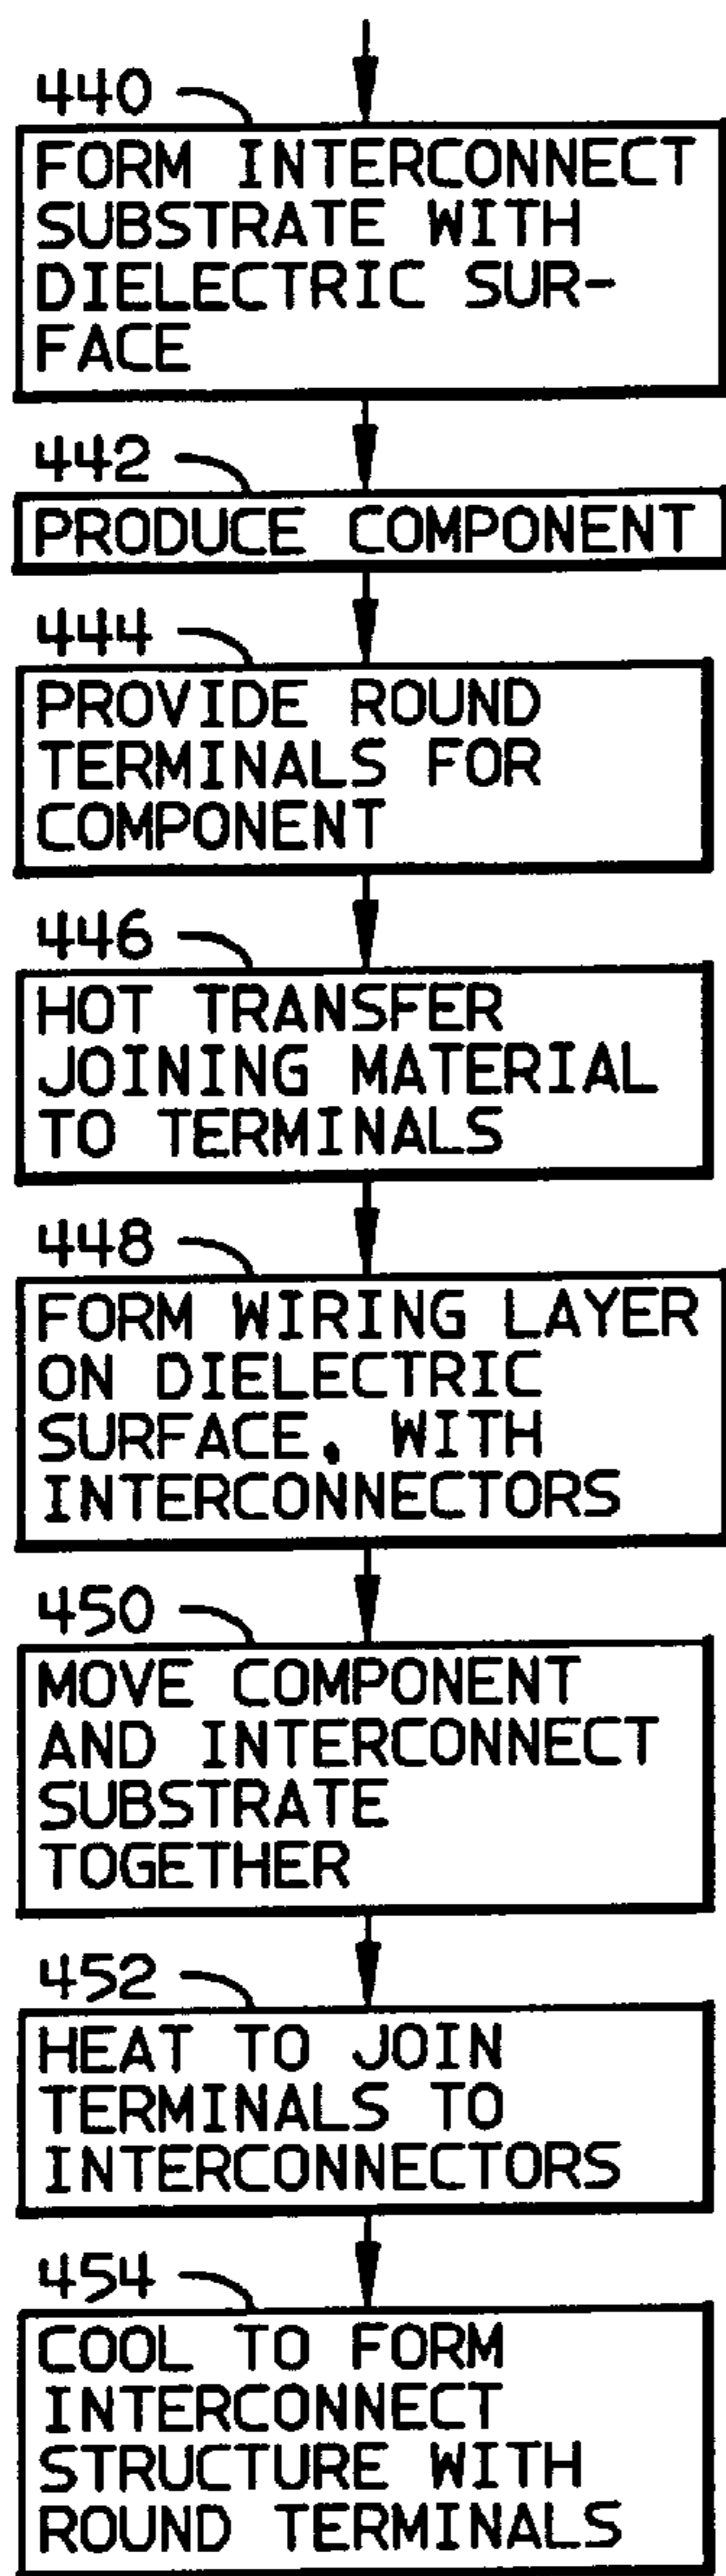 440
FORM INTERCONNECT
SUBSTRATE WITH
DIELECTRIC SUR-
FACE
442
PRODUCE COMPONENT
444
PROVIDE ROUND
TERMINALS FOR
COMPONENT
446
HOT TRANSFER
JOINING MATERIAL
TO TERMINALS
448
FORM WIRING LAYER
ON DIELECTRIC
SURFACE, WITH
INTERCONNECTORS
450
MOVE COMPONENT
AND INTERCONNECT
SUBSTRATE
TOGETHER
452
HEAT TO JOIN
TERMINALS TO
INTERCONNECTORS
454
COOL TO FORM
INTERCONNECT
STRUCTURE WITH
ROUND TERMINALS